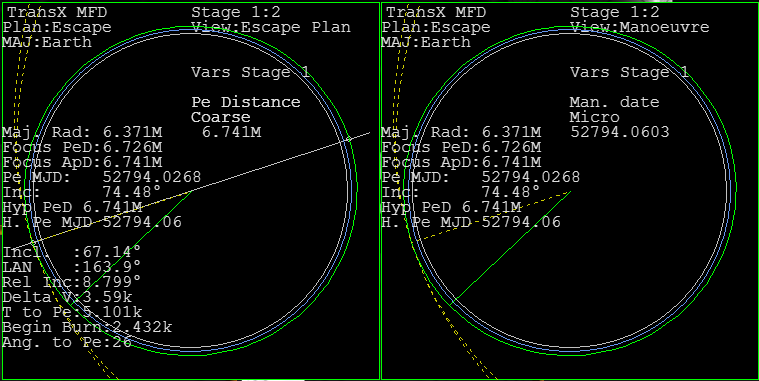 TransX MFD Stage 1:2
Plan:Escape View:Escape Plan
MAJ:Earth
Vars Stage 1
Pe Distance
Coarse
Maj. Rad: 6.371M 6.741M
Focus PeD:6.726M
Focus ApD:6.741M
Pe MJD: 52794.0268
Inc: 74.48°
Hyp PeD 6.741M
H. Pe MJD 52794.06
Incl. :67.14°
LAN :163.9°
Rel Inc:8.799°
Delta V:3.59k
T to Pe:5.101k
Begin Burn:2.432k
Ang. to Pe:26
TransX MFD Stage 1:2
Plan:Escape View:Manoeuvre
MAJ:Earth
Vars Stage 1
Man. date
Micro
Maj. Rad: 6.371M 52794.0603
Focus PeD:6.726M
Focus ApD:6.741M
Pe MJD: 52794.0268
Inc: 74.48°
Hyp PeD 6.741M
H. Pe MJD 52794.06